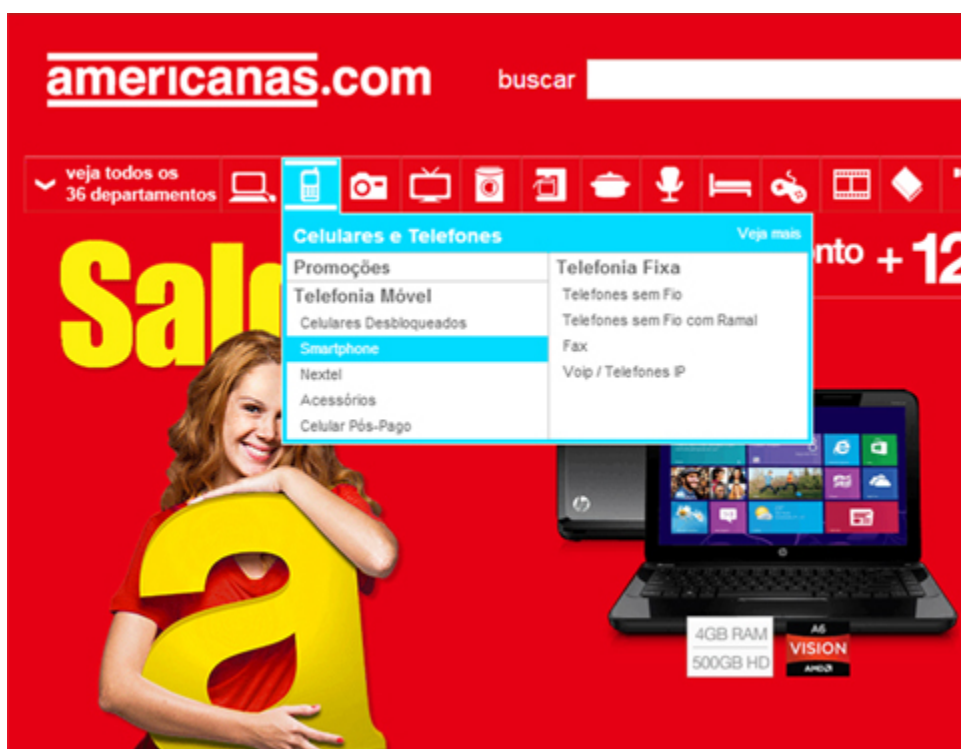 americanas.com
buscar
veja todos os
36 departamentos
Celulares e Telefones
Veja mais
Promoções
Telefonia Móvel
Celulares Desbloqueados
Smartphone
Nextel
Acessórios
Celular Pós-Pago
Telefonia Fixa
Telefones sem Fio
Telefones sem Fio com Ramal
Fax
Voip / Telefones IP
nto + 12
Sal
a
hp
4GB RAM
500GB HD
A6
VISION
AMD